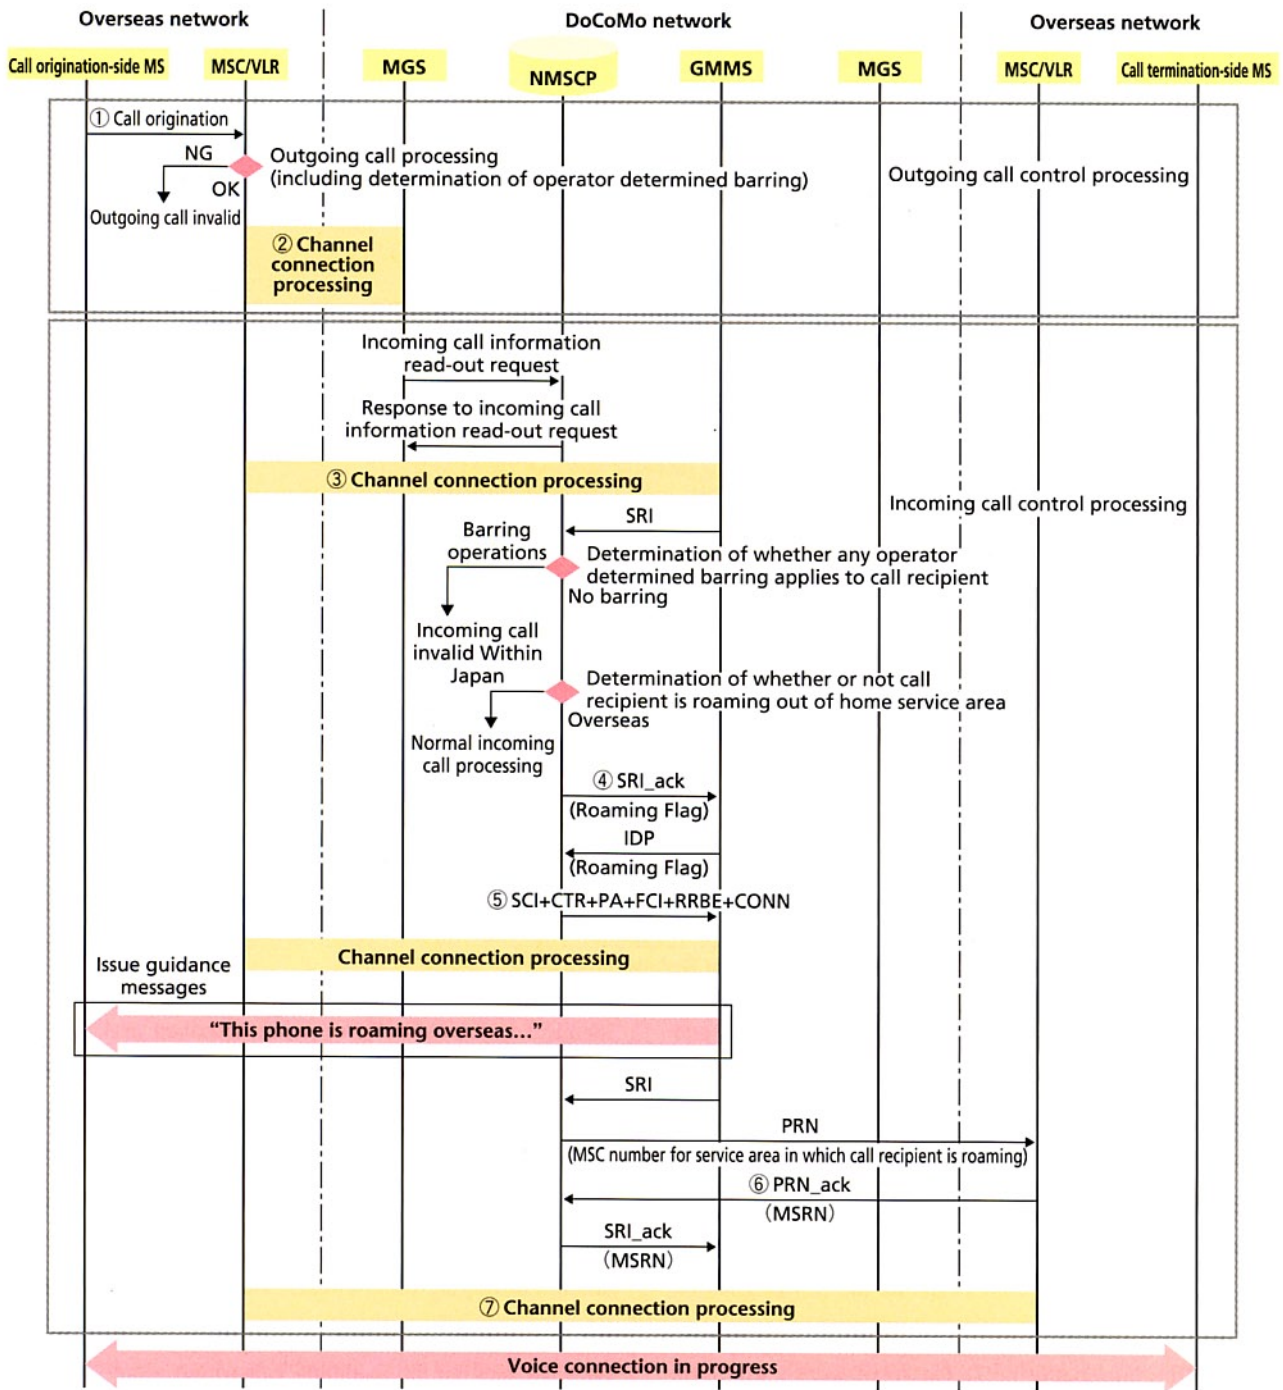 Overseas network
DoCoMo network
Overseas network
Call origination-side MS
MSC/VLR
MGS
NMSCP
GMMS
MGS
MSC/VLR
Call termination-side MS
① Call origination
NG
OK
Outgoing call invalid
Outgoing call processing
(including determination of operator determined barring)
Outgoing call control processing
② Channel
connection
processing
Incoming call information
read-out request
Response to incoming call
information read-out request
③ Channel connection processing
Incoming call control processing
SRI
Barring
operations
Determination of whether any operator
determined barring applies to call recipient
No barring
Incoming call
invalid Within
Japan
Determination of whether or not call
recipient is roaming out of home service area
Overseas
Normal incoming
call processing
④ SRI_ack
(Roaming Flag)
IDP
(Roaming Flag)
⑤ SCI+CTR+PA+FCI+RRBE+CONN
Channel connection processing
Issue guidance
messages
“This phone is roaming overseas...”
SRI
PRN
(MSC number for service area in which call recipient is roaming)
⑥ PRN_ack
(MSRN)
SRI_ack
(MSRN)
⑦ Channel connection processing
Voice connection in progress